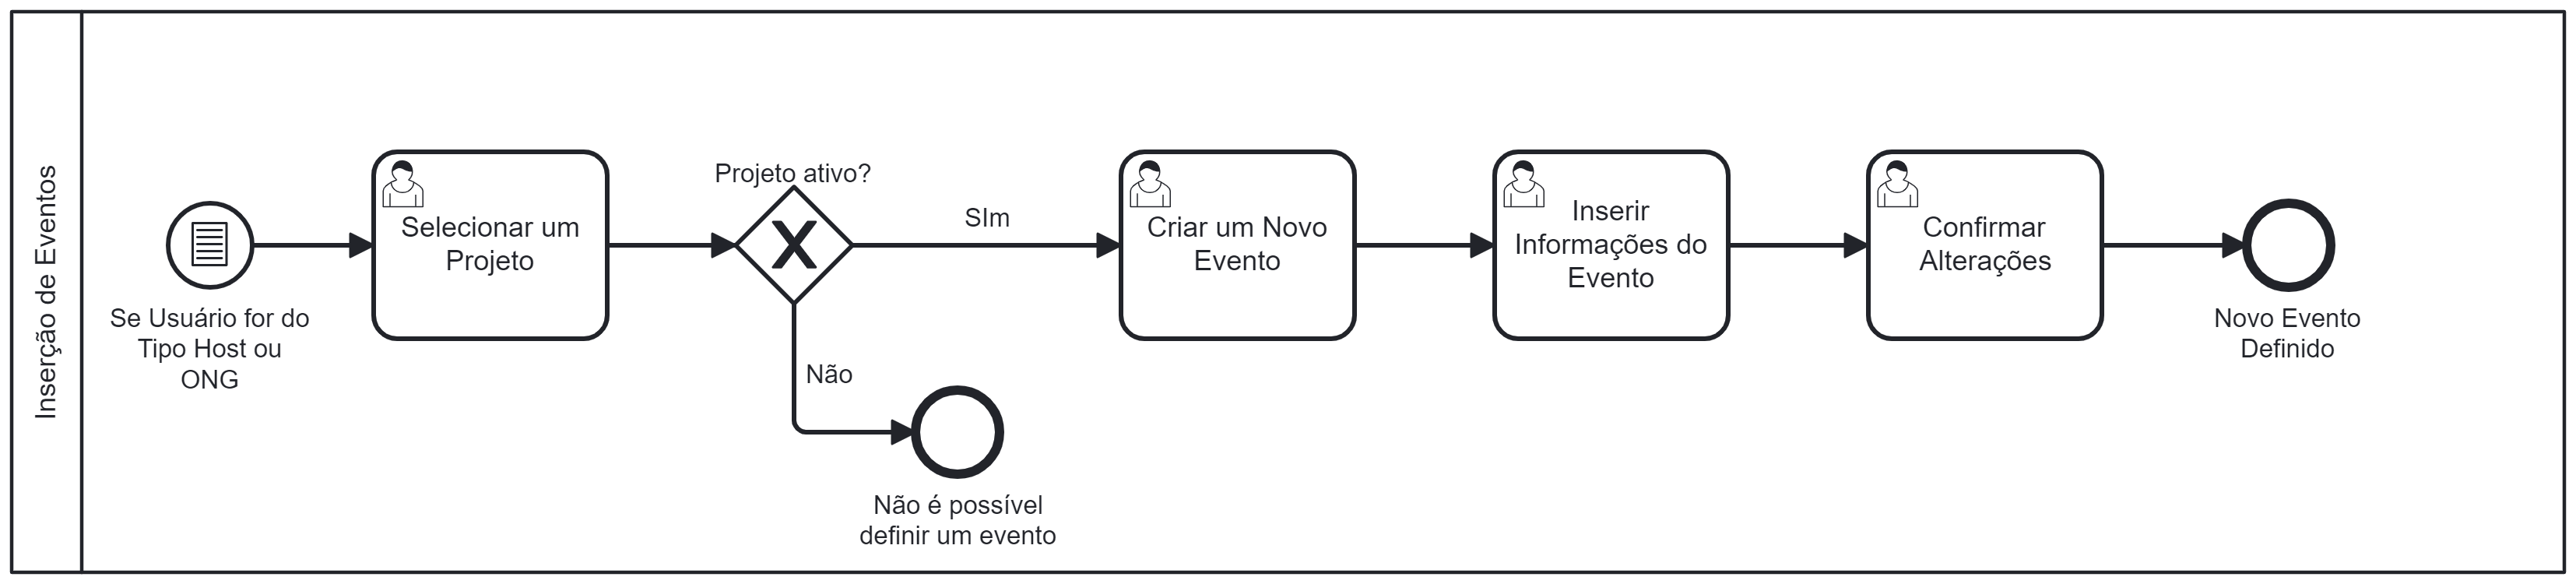 Inserção de Eventos
Se Usuário for do
Tipo Host ou
ONG
Selecionar um
Projeto
Projeto ativo?
SIm
Não
Não é possível
definir um evento
Criar um Novo
Evento
Inserir
Informações do
Evento
Confirmar
Alterações
Novo Evento
Definido